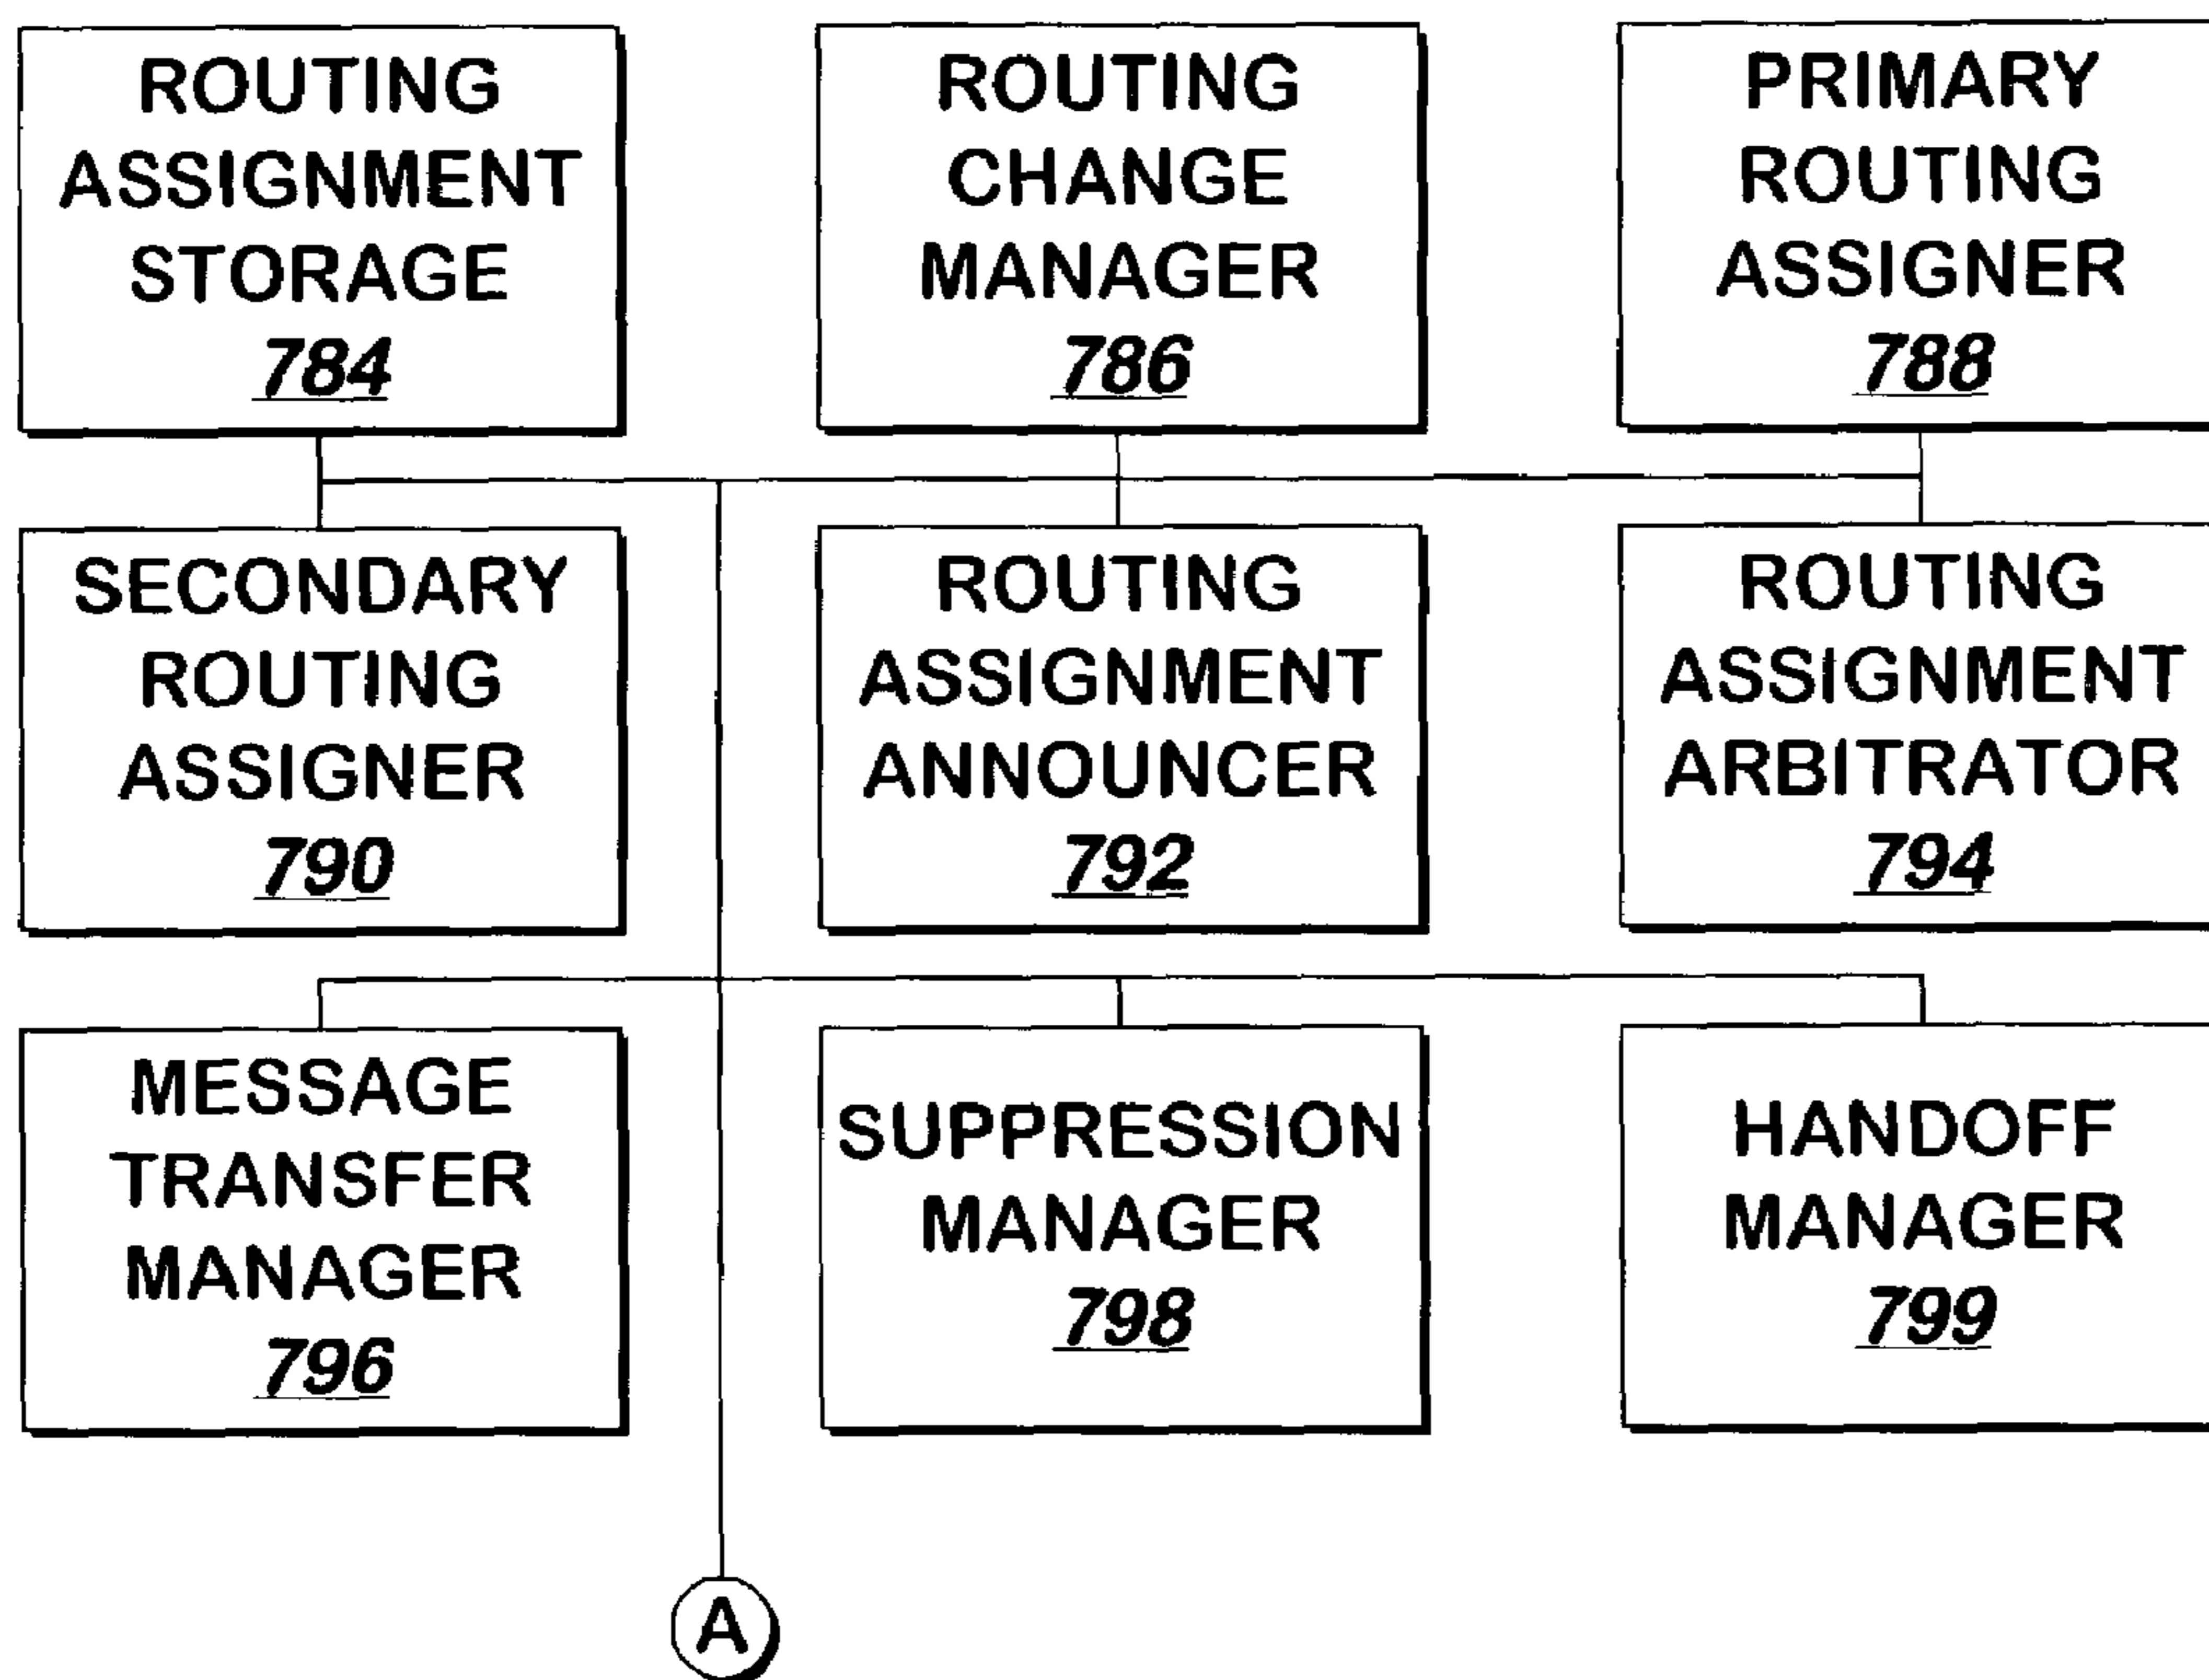 ROUTING
ASSIGNMENT
STORAGE
784
ROUTING
CHANGE
MANAGER
786
PRIMARY
ROUTING
ASSIGNER
788
SECONDARY
ROUTING
ASSIGNER
790
ROUTING
ASSIGNMENT
ANNOUNCER
792
ROUTING
ASSIGNMENT
ARBITRATOR
794
MESSAGE
TRANSFER
MANAGER
796
SUPPRESSION
MANAGER
798
HANDOFF
MANAGER
799
A